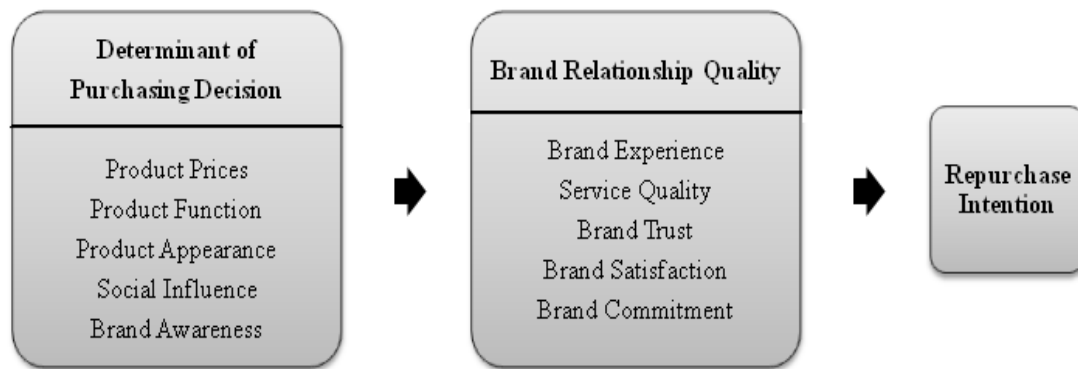 Determinant of
Purchasing Decision
Product Prices
Product Function
Product Appearance
Social Influence
Brand Awareness
Brand Relationship Quality
Brand Experience
Service Quality
Brand Trust
Brand Satisfaction
Brand Commitment
Repurchase
Intention